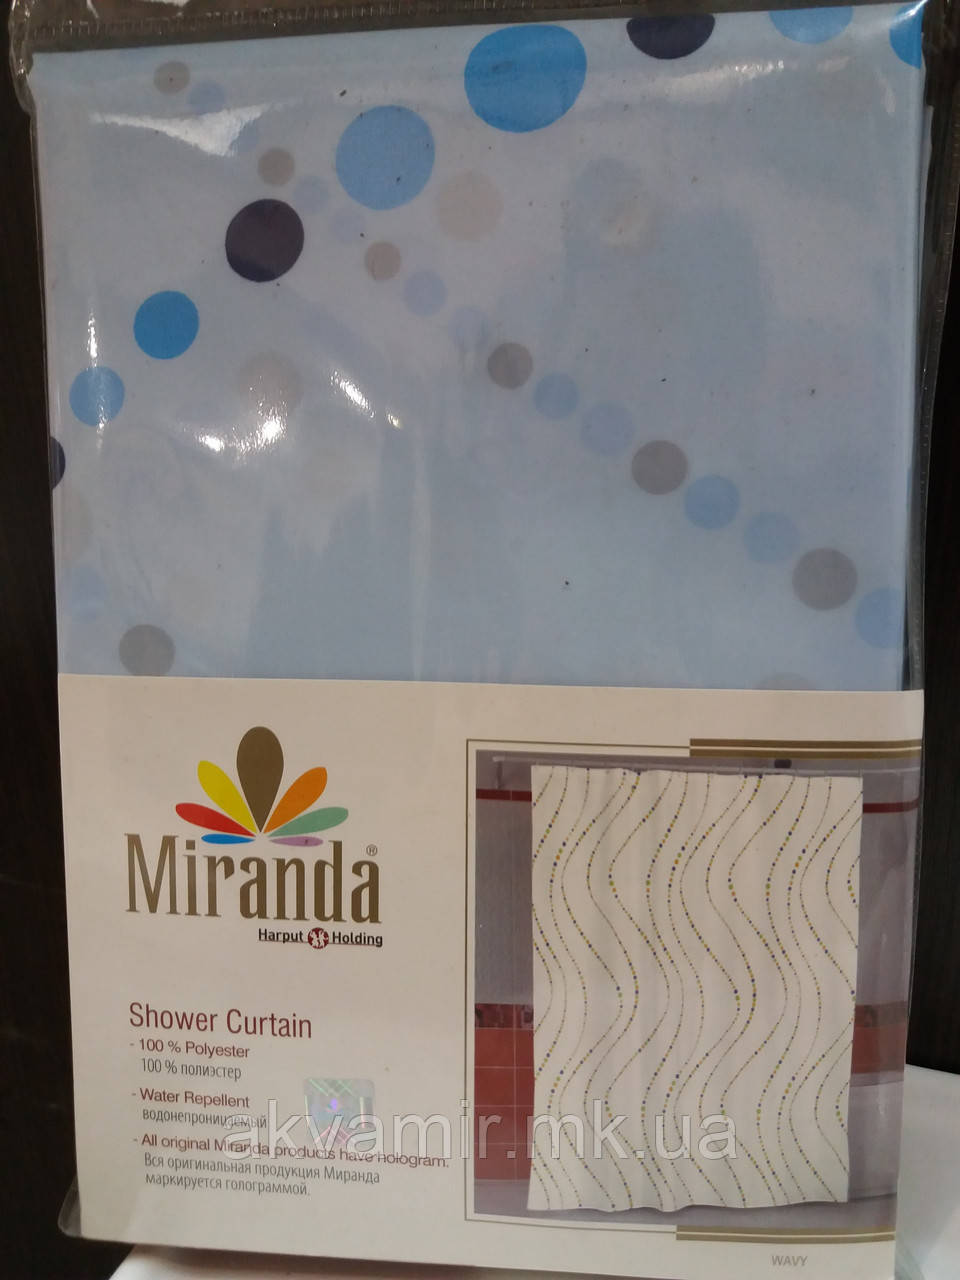 Miranda®
Harput Holding
Shower Curtain
- 100 % Polyester
100 % полиэстер
- Water Repellent
водонепроницаемый
- All original Miranda products have hologram.
Вся оригинальная продукция Миранда
маркируется голограммой.
akvamir.mk.ua
WAVY